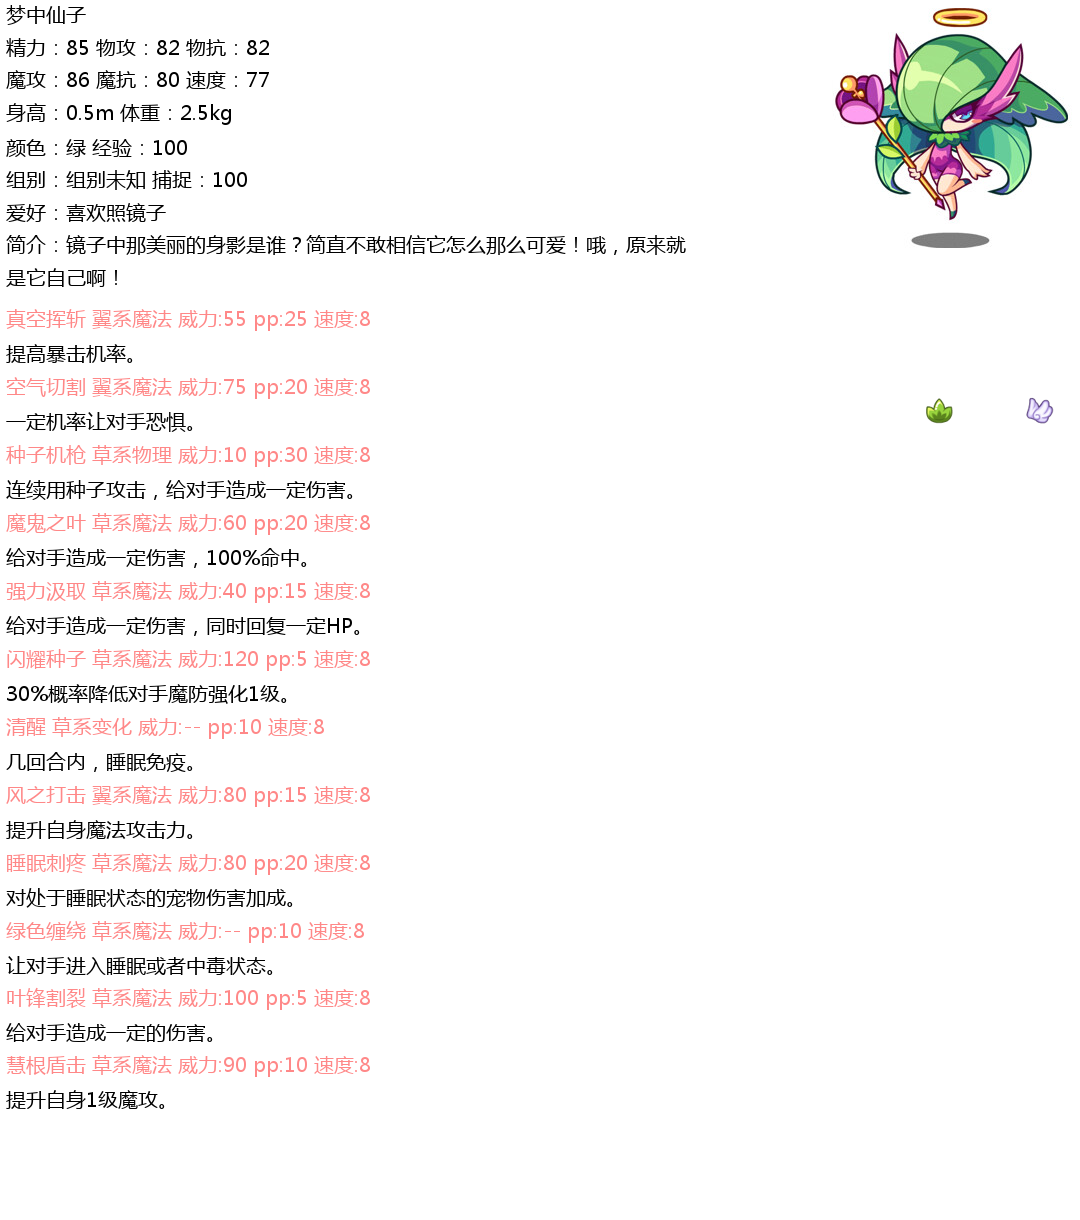 梦中仙子
精力：85 物攻：82 物抗：82
魔攻：86 魔抗：80 速度：77
身高：0.5m 体重：2.5kg
颜色：绿 经验：100
组别：组别未知 捕捉：100
爱好：喜欢照镜子
简介：镜子中那美丽的身影是谁？简直不敢相信它怎么那么可爱！哦，原来就
是它自己啊！
真空挥斩 翼系魔法 威力:55 pp:25 速度:8
提高暴击机率。
空气切割 翼系魔法 威力:75 pp:20 速度:8
一定机率让对手恐惧。
种子机枪 草系物理 威力:10 pp:30 速度:8
连续用种子攻击，给对手造成一定伤害。
魔鬼之叶 草系魔法 威力:60 pp:20 速度:8
给对手造成一定伤害，100%命中。
强力汲取 草系魔法 威力:40 pp:15 速度:8
给对手造成一定伤害，同时回复一定HP。
闪耀种子 草系魔法 威力:120 pp:5 速度:8
30%概率降低对手魔防强化1级。
清醒 草系变化 威力:-- pp:10 速度:8
几回合内，睡眠免疫。
风之打击 翼系魔法 威力:80 pp:15 速度:8
提升自身魔法攻击力。
睡眠刺疼 草系魔法 威力:80 pp:20 速度:8
对处于睡眠状态的宠物伤害加成。
绿色缠绕 草系魔法 威力:-- pp:10 速度:8
让对手进入睡眠或者中毒状态。
叶锋割裂 草系魔法 威力:100 pp:5 速度:8
给对手造成一定的伤害。
慧根盾击 草系魔法 威力:90 pp:10 速度:8
提升自身1级魔攻。